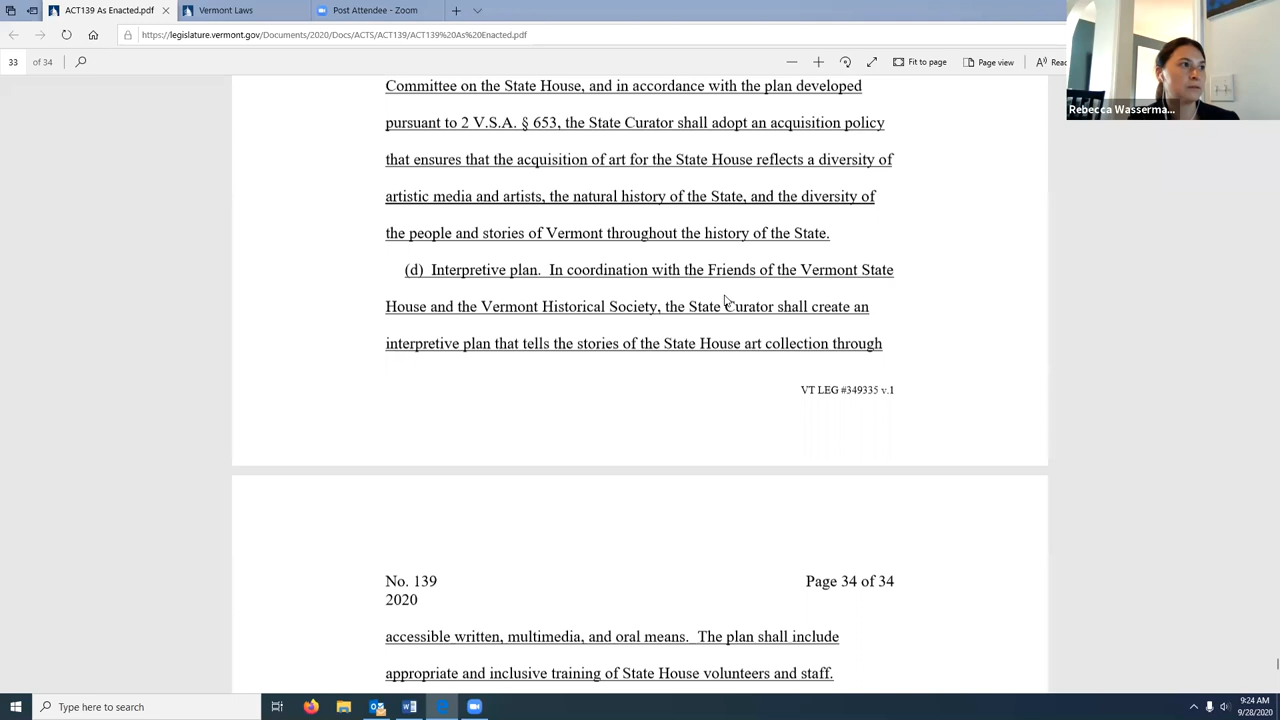 ACT139 As Enacted.pdf
Vermont Laws
Post Attendee - Zoom
https://legislature.vermont.gov/Documents/2020/Docs/ACTS/ACT139/ACT139%20As%20Enacted.pdf
33 of 34
Fit to page
Page view
Rea
Rebecca Wasserma...
Committee on the State House, and in accordance with the plan developed
pursuant to 2 V.S.A. § 653, the State Curator shall adopt an acquisition policy
that ensures that the acquisition of art for the State House reflects a diversity of
artistic media and artists, the natural history of the State, and the diversity of
the people and stories of Vermont throughout the history of the State.
(d) Interpretive plan. In coordination with the Friends of the Vermont State
House and the Vermont Historical Society, the State Curator shall create an
interpretive plan that tells the stories of the State House art collection through
VT LEG #349335 v.1
No. 139 Page 34 of 34
2020
accessible written, multimedia, and oral means. The plan shall include
appropriate and inclusive training of State House volunteers and staff.
Type here to search
9:24 AM
9/28/2020